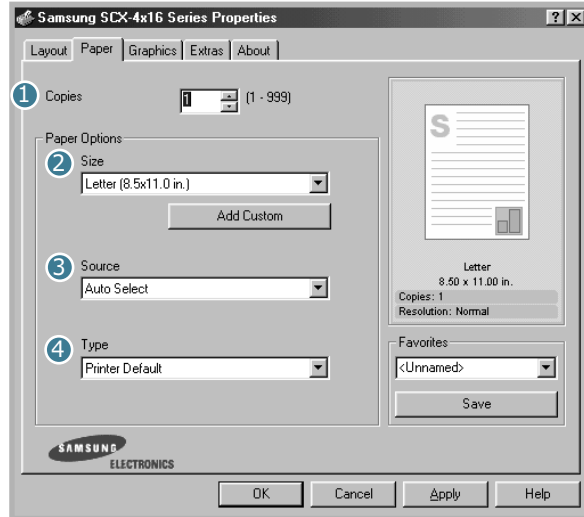 Samsung SCX-4x16 Series Properties
Layout Paper Graphics Extras About
1 Copies 1 (1 - 999)
Paper Options
2 Size
Letter (8.5x11.0 in.)
Add Custom
3 Source
Auto Select
4 Type
Printer Default
S
Letter
8.50 x 11.00 in.
Copies: 1
Resolution: Normal
Favorites
<Unnamed>
Save
SAMSUNG
ELECTRONICS
OK Cancel Apply Help